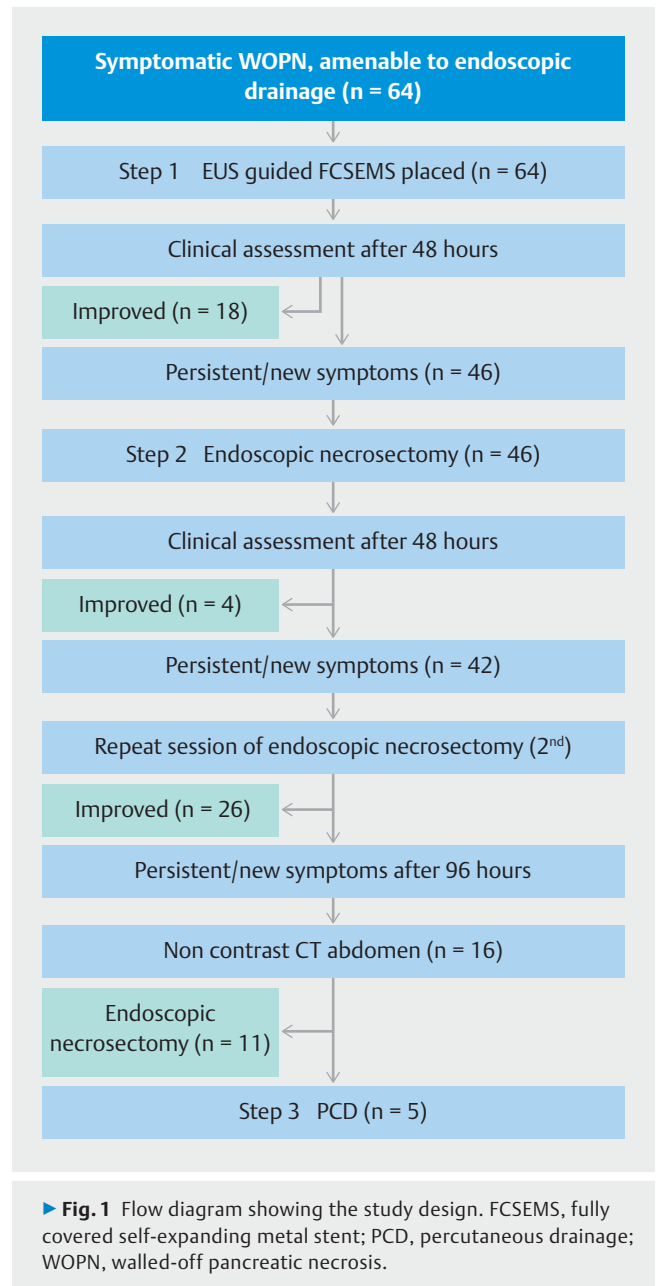 Symptomatic WOPN, amenable to endoscopic
drainage (n = 64)
Step 1 EUS guided FCSEMS placed (n = 64)
Clinical assessment after 48 hours
Improved (n = 18)
Persistent/new symptoms (n = 46)
Step 2 Endoscopic necrosectomy (n = 46)
Clinical assessment after 48 hours
Improved (n = 4)
Persistent/new symptoms (n = 42)
Repeat session of endoscopic necrosectomy (2nd)
Improved (n = 26)
Persistent/new symptoms after 96 hours
Non contrast CT abdomen (n = 16)
Endoscopic
necrosectomy (n = 11)
Step 3 PCD (n = 5)
▶ Fig. 1 Flow diagram showing the study design. FCSEMS, fully
covered self-expanding metal stent; PCD, percutaneous drainage;
WOPN, walled-off pancreatic necrosis.